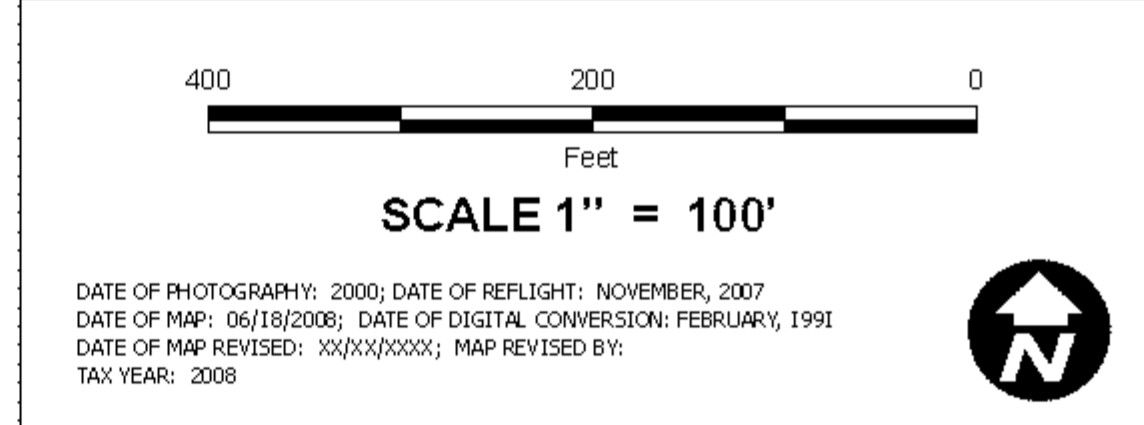 400 200 0
Feet
SCALE 1” = 100’
DATE OF PHOTOGRAPHY: 2000; DATE OF REFLIGHT: NOVEMBER, 2007
DATE OF MAP: 06/18/2008; DATE OF DIGITAL CONVERSION: FEBRUARY, 1991
DATE OF MAP REVISED: XX/XX/XXXX; MAP REVISED BY:
TAX YEAR: 2008
N